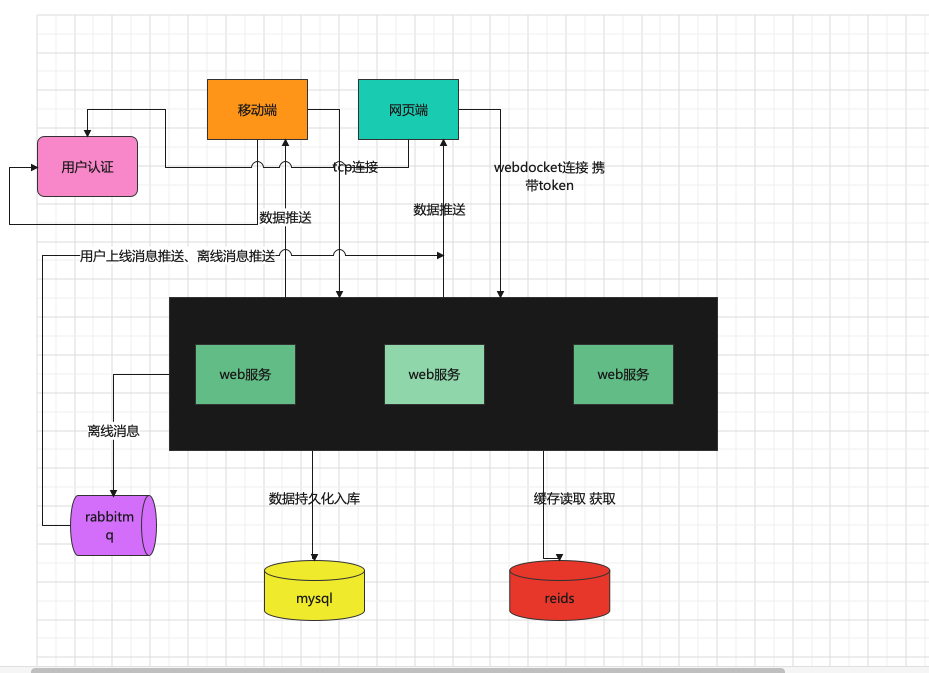 移动端
网页端
用户认证
tcp连接
webdocket连接 携
带token
数据推送
数据推送
用户上线消息推送、离线消息推送
web服务
web服务
web服务
离线消息
数据持久化入库
缓存读取 获取
rabbitm
q
mysql
reids